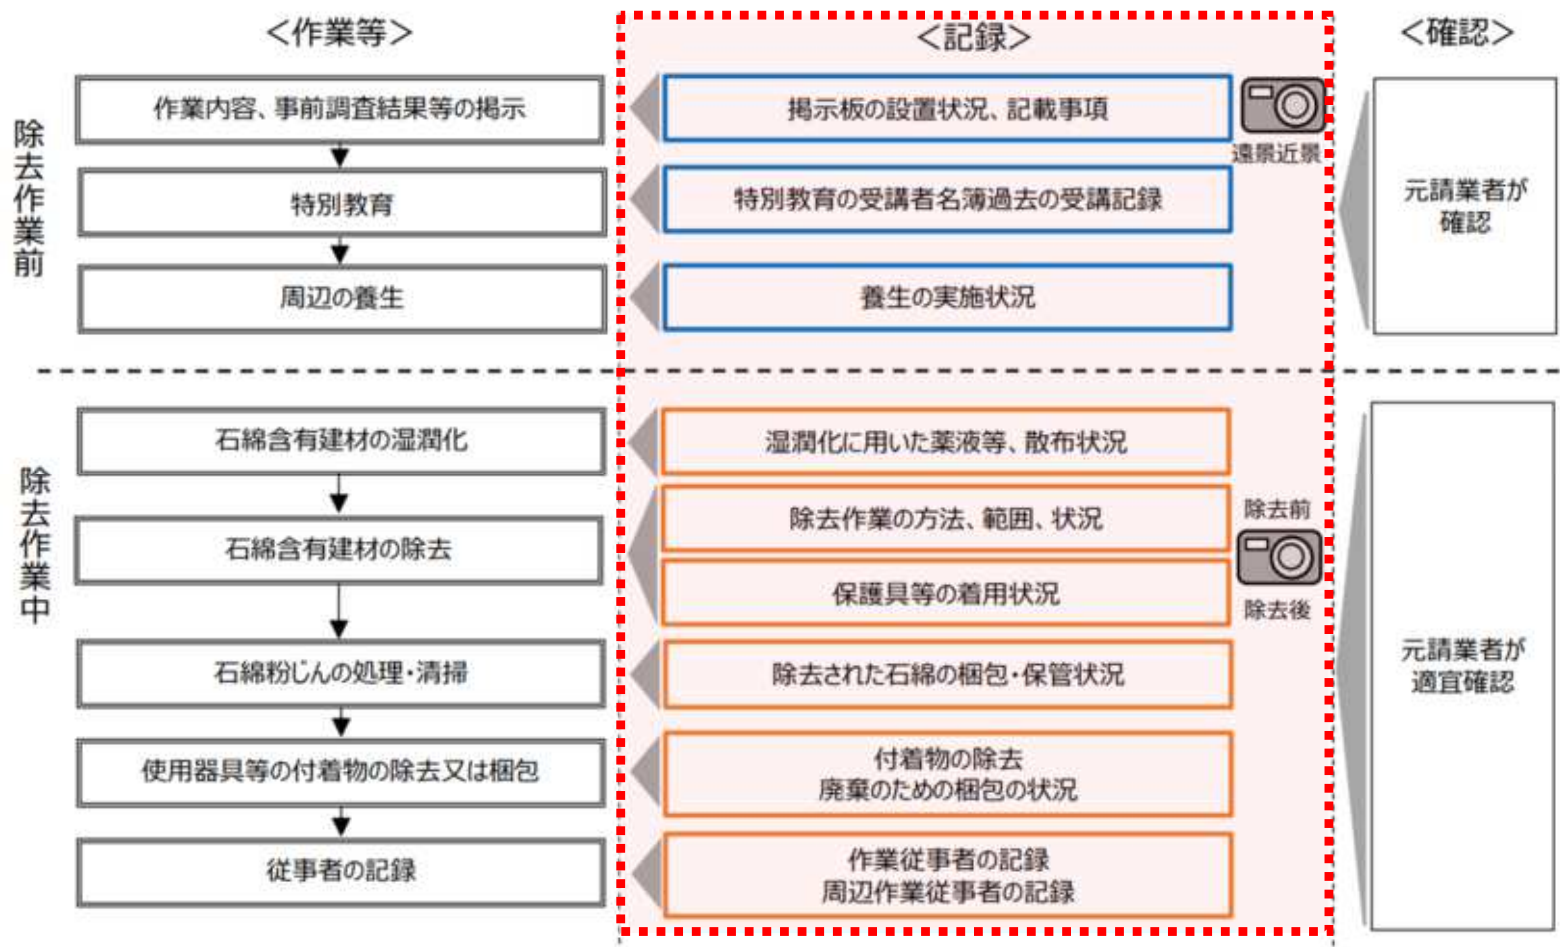 ＜作業等＞
＜記録＞
＜確認＞
除去作業前
作業内容、事前調査結果等の掲示
掲示板の設置状況、記載事項
遠景近景
特別教育
特別教育の受講者名簿過去の受講記録
周辺の養生
養生の実施状況
元請業者が
確認
除去作業中
石綿含有建材の湿潤化
湿潤化に用いた薬液等、散布状況
石綿含有建材の除去
除去作業の方法、範囲、状況
保護具等の着用状況
除去前
除去後
石綿粉じんの処理・清掃
除去された石綿の梱包・保管状況
使用器具等の付着物の除去又は梱包
付着物の除去
廃棄のための梱包の状況
従事者の記録
作業従事者の記録
周辺作業従事者の記録
元請業者が
適宜確認